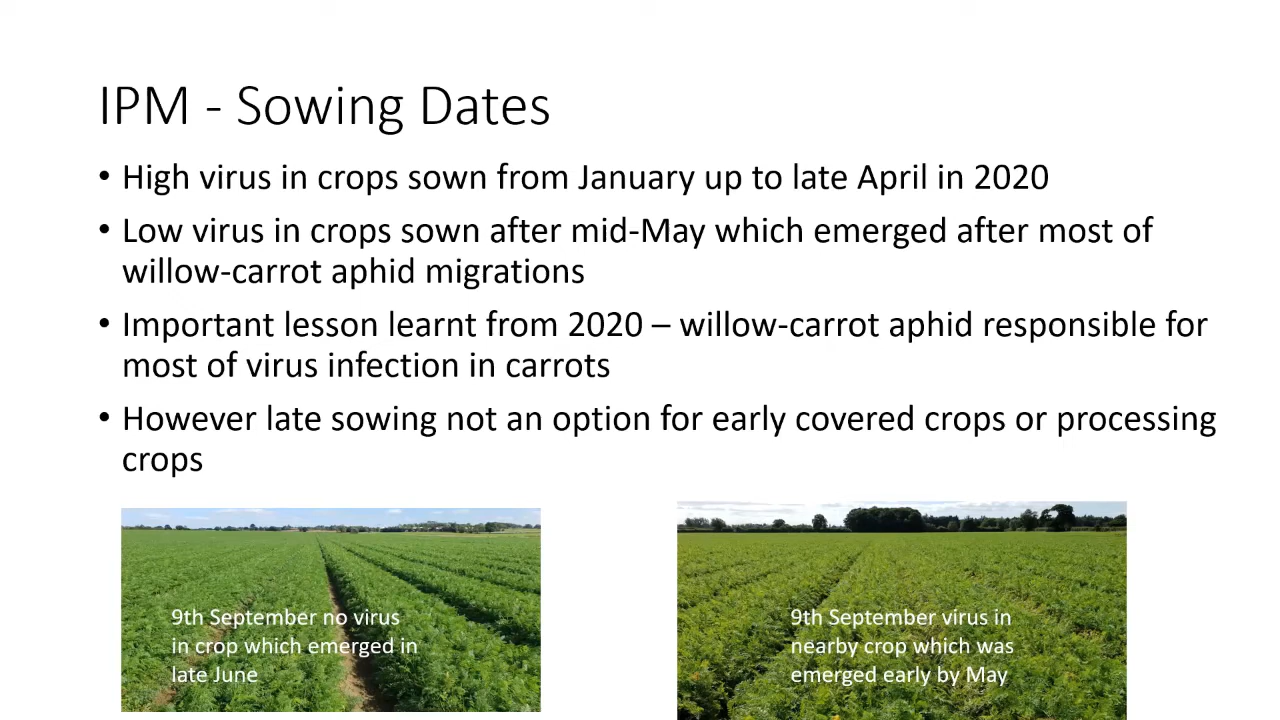 IPM - Sowing Dates
• High virus in crops sown from January up to late April in 2020
• Low virus in crops sown after mid-May which emerged after most of
willow-carrot aphid migrations
• Important lesson learnt from 2020 – willow-carrot aphid responsible for
most of virus infection in carrots
• However late sowing not an option for early covered crops or processing
crops
9th September no virus
in crop which emerged in
late June
9th September virus in
nearby crop which was
emerged early by May